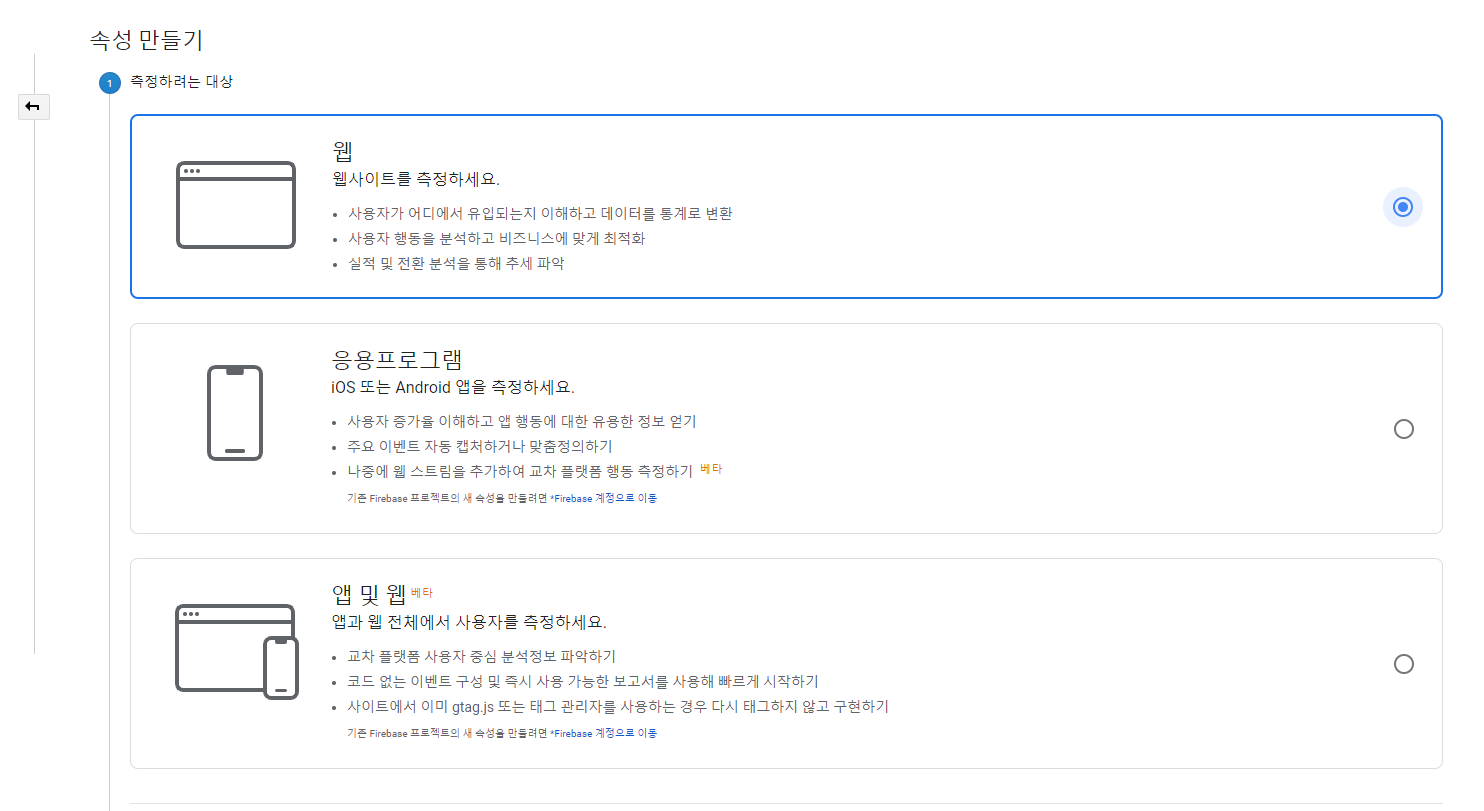 속성 만들기
1 측정하려는 대상
웹
웹사이트를 측정하세요.
• 사용자가 어디에서 유입되는지 이해하고 데이터를 통계로 변환
• 사용자 행동을 분석하고 비즈니스에 맞게 최적화
• 실적 및 전환 분석을 통해 추세 파악
응용프로그램
iOS 또는 Android 앱을 측정하세요.
• 사용자 증가율 이해하고 앱 행동에 대한 유용한 정보 얻기
• 주요 이벤트 자동 캡처하거나 맞춤정의하기
• 나중에 웹 스트림을 추가하여 교차 플랫폼 행동 측정하기 베타
기존 Firebase 프로젝트의 새 속성을 만들려면 *Firebase 계정으로 이동
앱 및 웹 베타
앱과 웹 전체에서 사용자를 측정하세요.
• 교차 플랫폼 사용자 중심 분석정보 파악하기
• 코드 없는 이벤트 구성 및 즉시 사용 가능한 보고서를 사용해 빠르게 시작하기
• 사이트에서 이미 gtag.js 또는 태그 관리자를 사용하는 경우 다시 태그하지 않고 구현하기
기존 Firebase 프로젝트의 새 속성을 만들려면 *Firebase 계정으로 이동